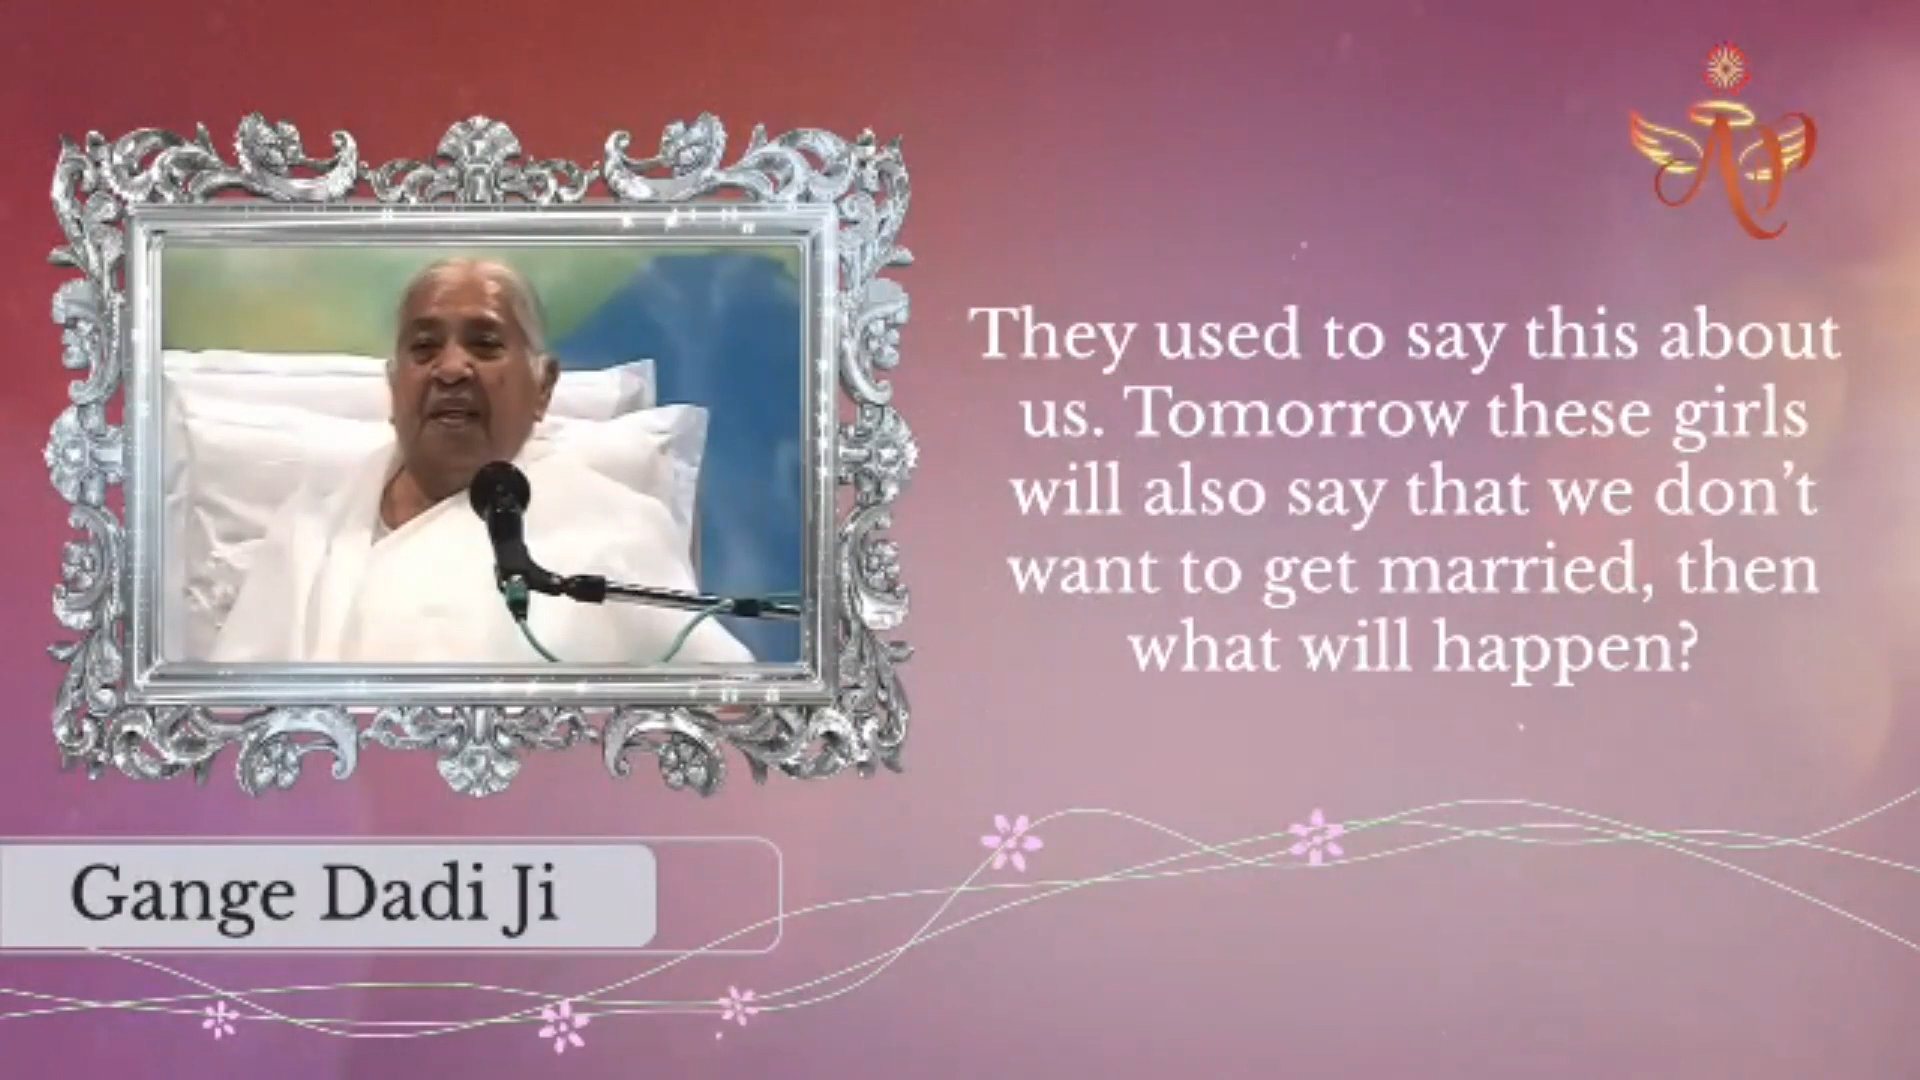 They used to say this about
us. Tomorrow these girls
will also say that we don’t
want to get married, then
what will happen?
Gange Dadi Ji